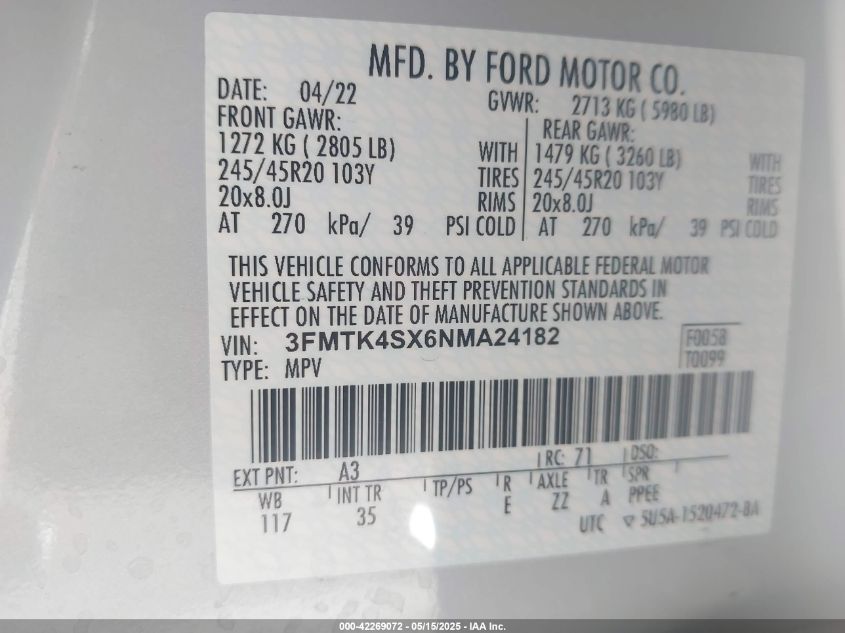 MFD. BY FORD MOTOR CO.
DATE: 04/22 GVWR: 2713 KG ( 5980 LB)
FRONT GAWR: REAR GAWR:
1272 KG ( 2805 LB) WITH 1479 KG ( 3260 LB) WITH
245/45R20 103Y TIRES 245/45R20 103Y TIRES
20x8.0J RIMS 20x8.0J RIMS
AT 270 kPa/ 39 PSI COLD AT 270 kPa/ 39 PSI COLD
THIS VEHICLE CONFORMS TO ALL APPLICABLE FEDERAL MOTOR
VEHICLE SAFETY AND THEFT PREVENTION STANDARDS IN
EFFECT ON THE DATE OF MANUFACTURE SHOWN ABOVE.
VIN: 3FMTK4SX6NMA24182 F0058
TYPE: MPV T0099
EXT PNT: A3 RC: 71 DSO:
WB INT TR TP/PS R AXLE TR SPR
117 35 E ZZ A PPEE
UTC ▽ 5U5A-1520472-BA
000-42269072 - 05/15/2025 - IAA Inc.